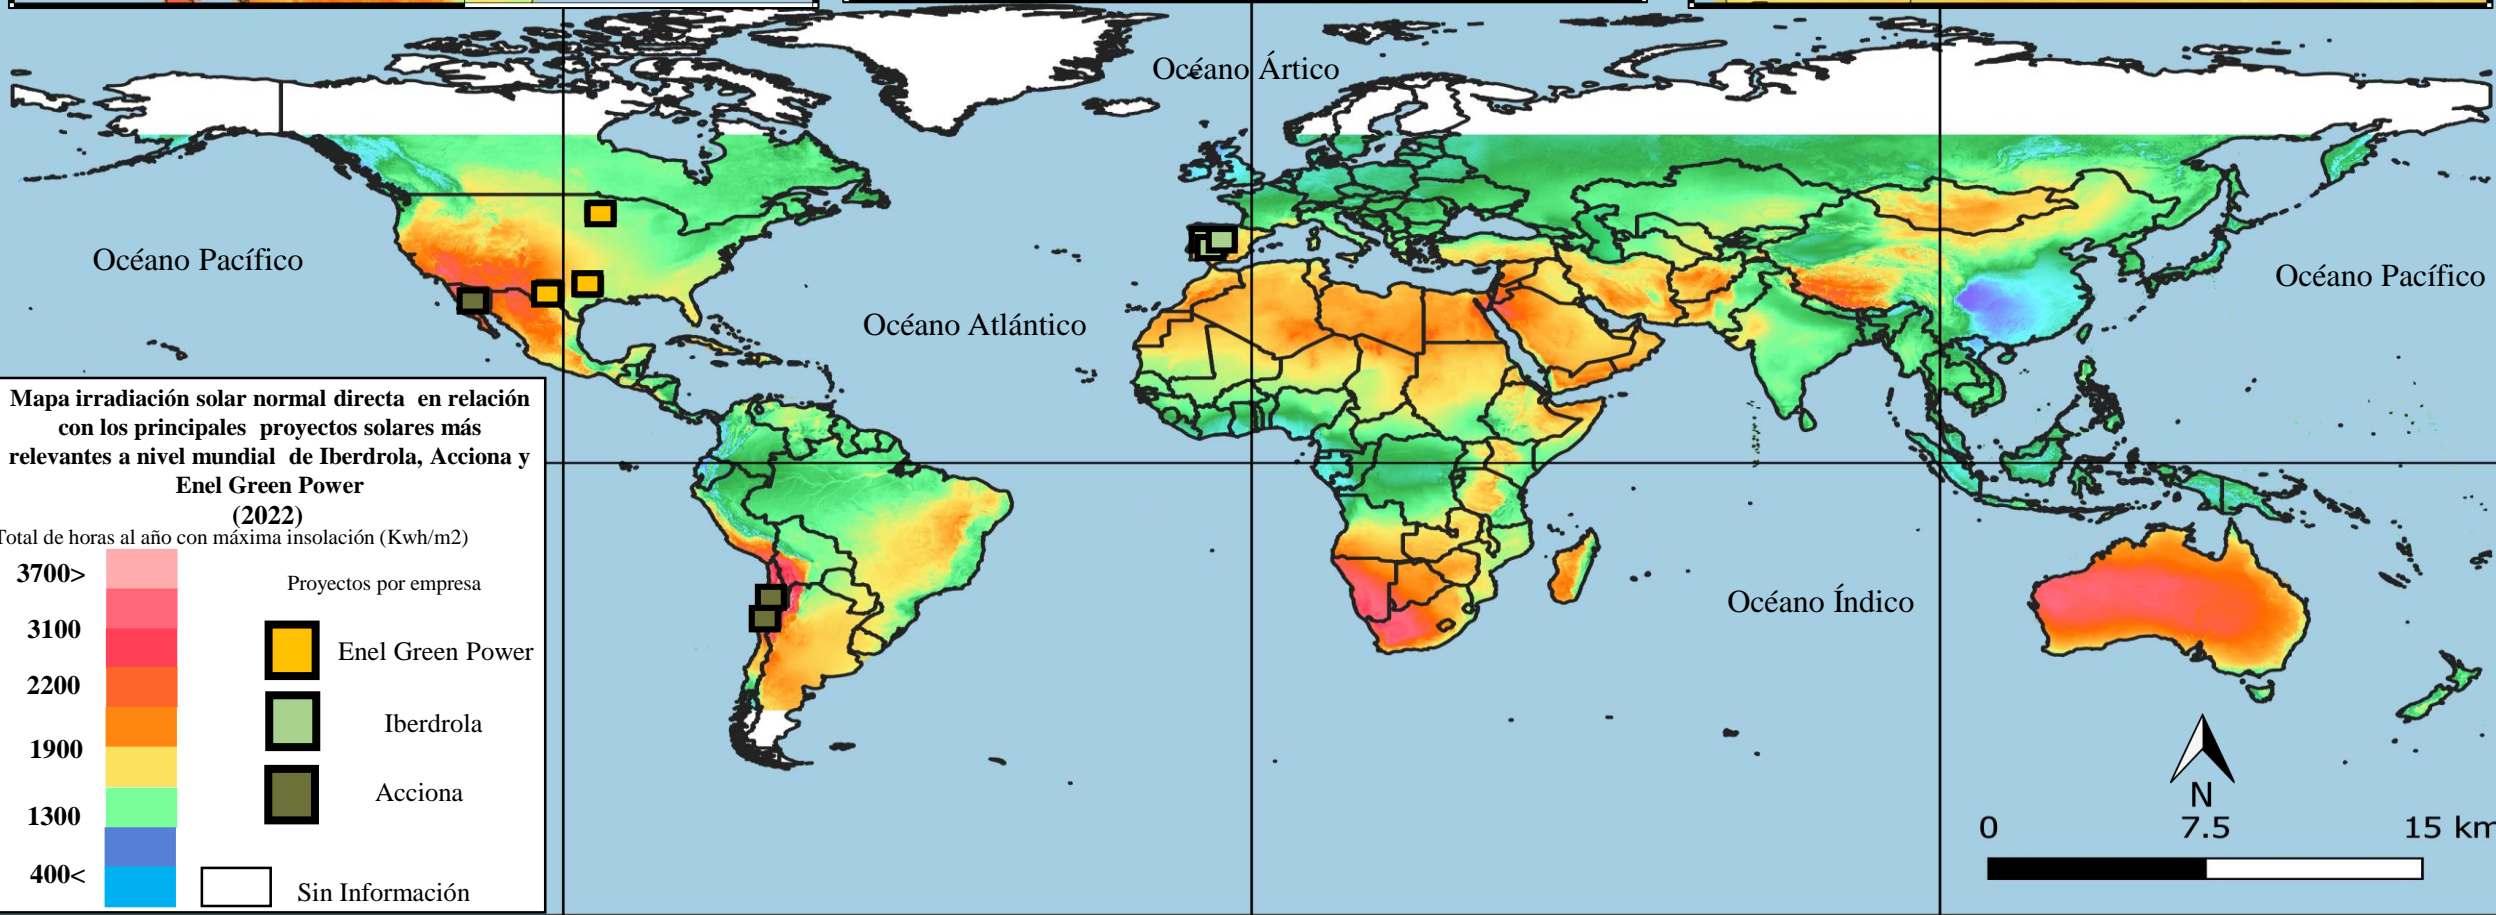 Océano Ártico
Océano Pacífico
Océano Pacífico
Océano Atlántico
Océano Índico
Mapa irradiación solar normal directa en relación
con los principales proyectos solares más
relevantes a nivel mundial de Iberdrola, Acciona y
Enel Green Power
(2022)
Total de horas al año con máxima insolación (Kwh/m2)
3700>
3100
2200
1900
1300
400<
Proyectos por empresa
Enel Green Power
Iberdrola
Acciona
Sin Información
N
0 7.5 15 km